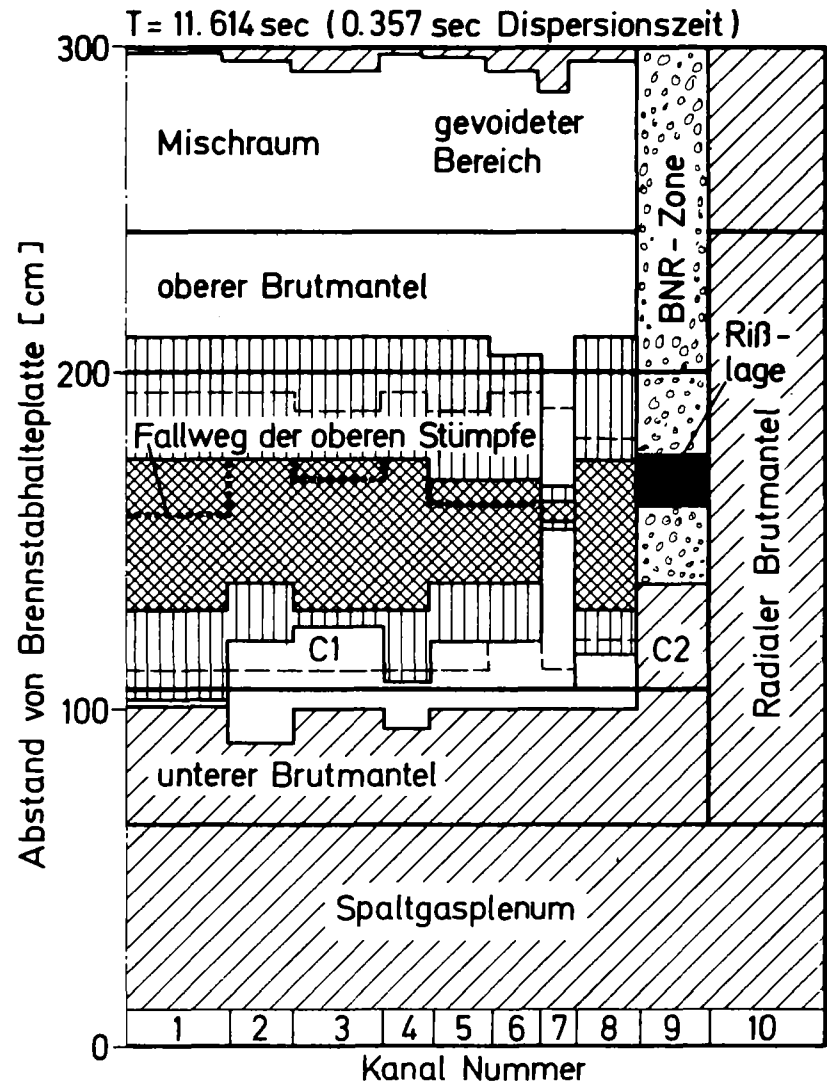 T = 11.614 sec (0.357 sec Dispersionszeit)
300
Mischraum
gevoideter
Bereich
BNR-Zone
oberer Brutmantel
Riß-
lage
200
Fallweg der oberen Stümpfe
Radialer Brutmantel
C1
C2
100
unterer Brutmantel
Spaltgasplenum
1 2 3 4 5 6 7 8 9 10
0
Kanal Nummer
Abstand von Brennstabhalteplatte [cm]